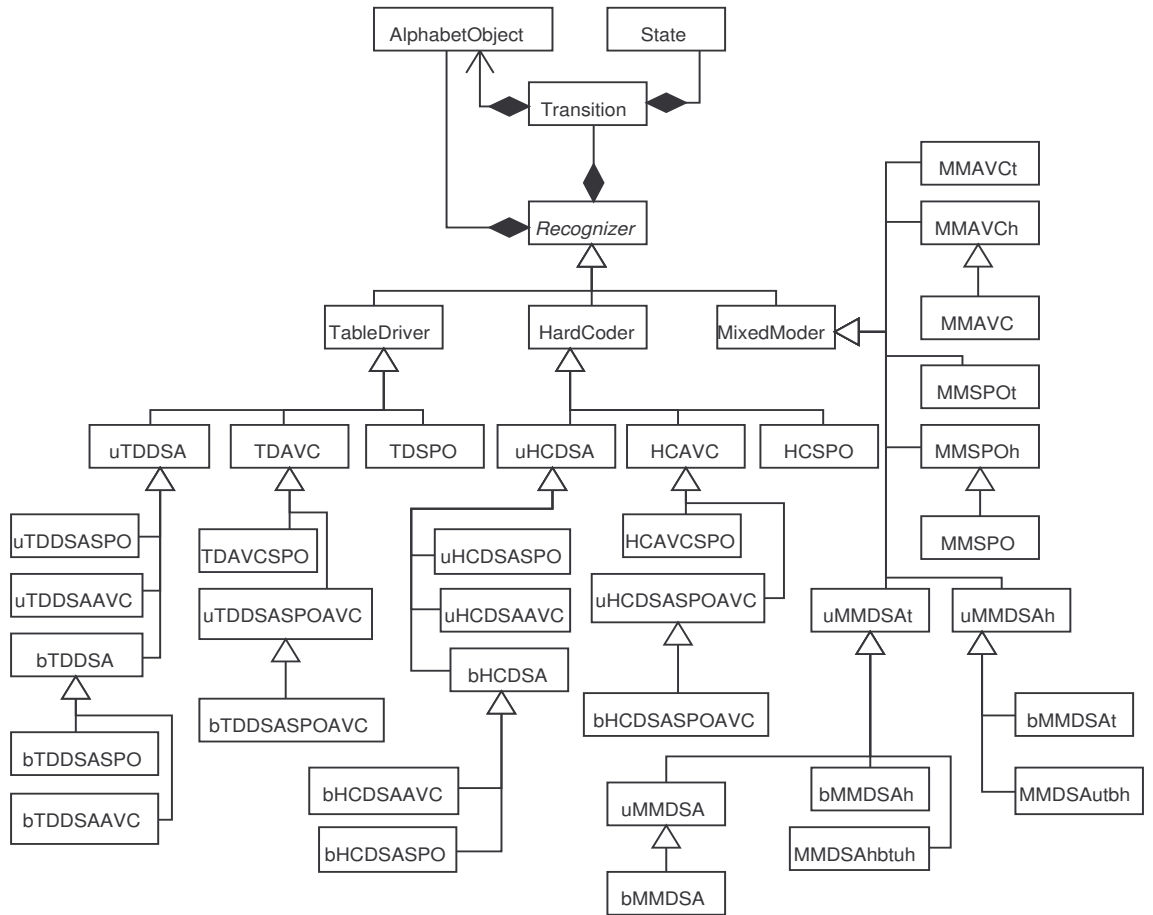 AlphabetObject
State
Transition
MMAVCt
Recognizer
MMAVCh
TableDriver
HardCoder
MixedModer
MMAVC
MMSPOt
uTDDSA
TDAVC
TDSPO
uHCDSA
HCAVC
HCSPO
MMSPOh
uTDDSASPO
TDAVCSPO
uHCDSASPO
HCAVCSPO
MMSPO
uTDDSAAVC
uTDDSASPOAVC
uHCDSAAVC
uHCDSASPOAVC
uMMDSAt
uMMDSAh
bTDDSA
bHCDSA
bTDDSASPOAVC
bHCDSASPOAVC
bMMDSAt
bTDDSASPO
bHCDSAAVC
bMMDSAh
MMDSAutbh
uMMDSA
bTDDSAAVC
bHCDSASPO
MMDSAhbtuh
bMMDSA